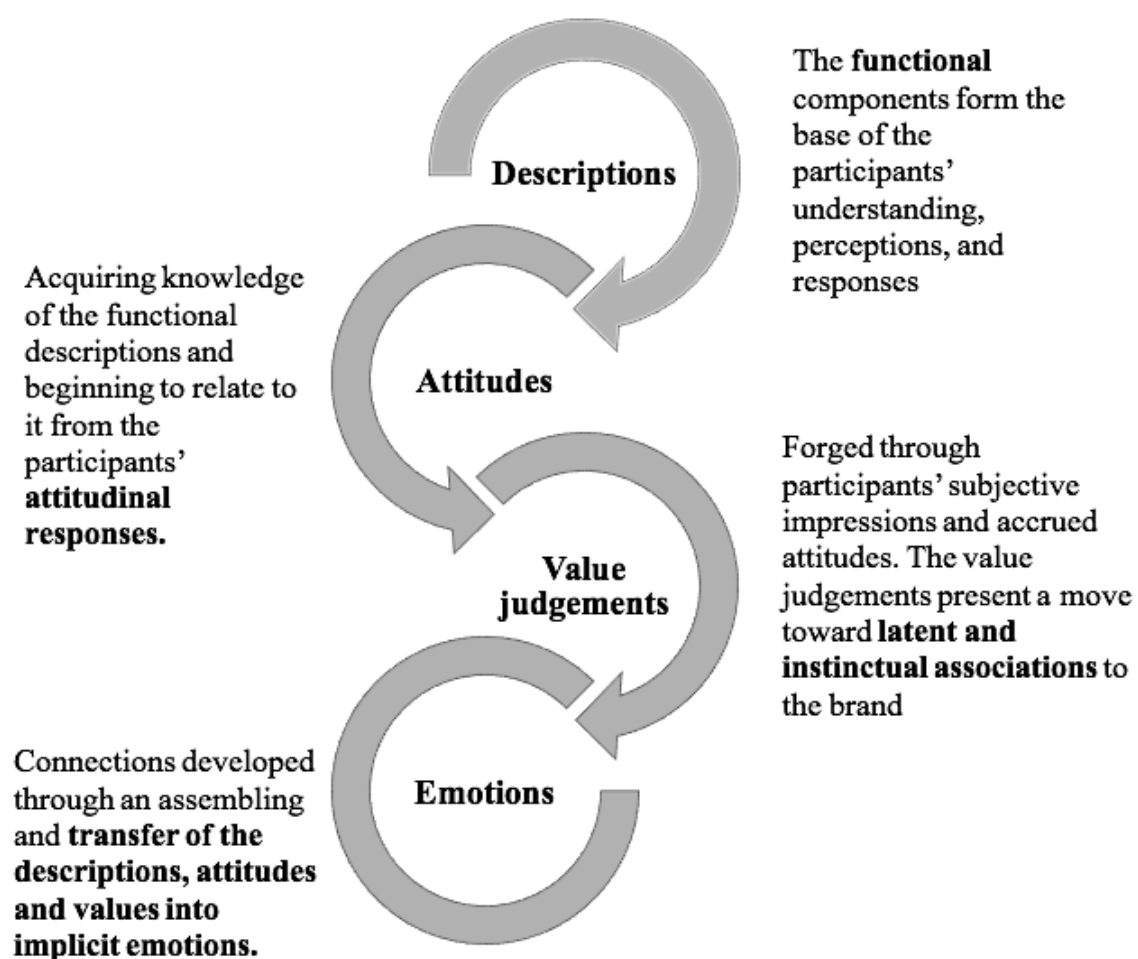 Descriptions
The functional
components form the
base of the
participants’
understanding,
perceptions, and
responses
Acquiring knowledge
of the functional
descriptions and
beginning to relate to
it from the
participants’
attitudinal
responses.
Attitudes
Value
judgements
Forged through
participants’ subjective
impressions and accrued
attitudes. The value
judgements present a move
toward latent and
instinctual associations to
the brand
Connections developed
through an assembling
and transfer of the
descriptions, attitudes
and values into
implicit emotions.
Emotions